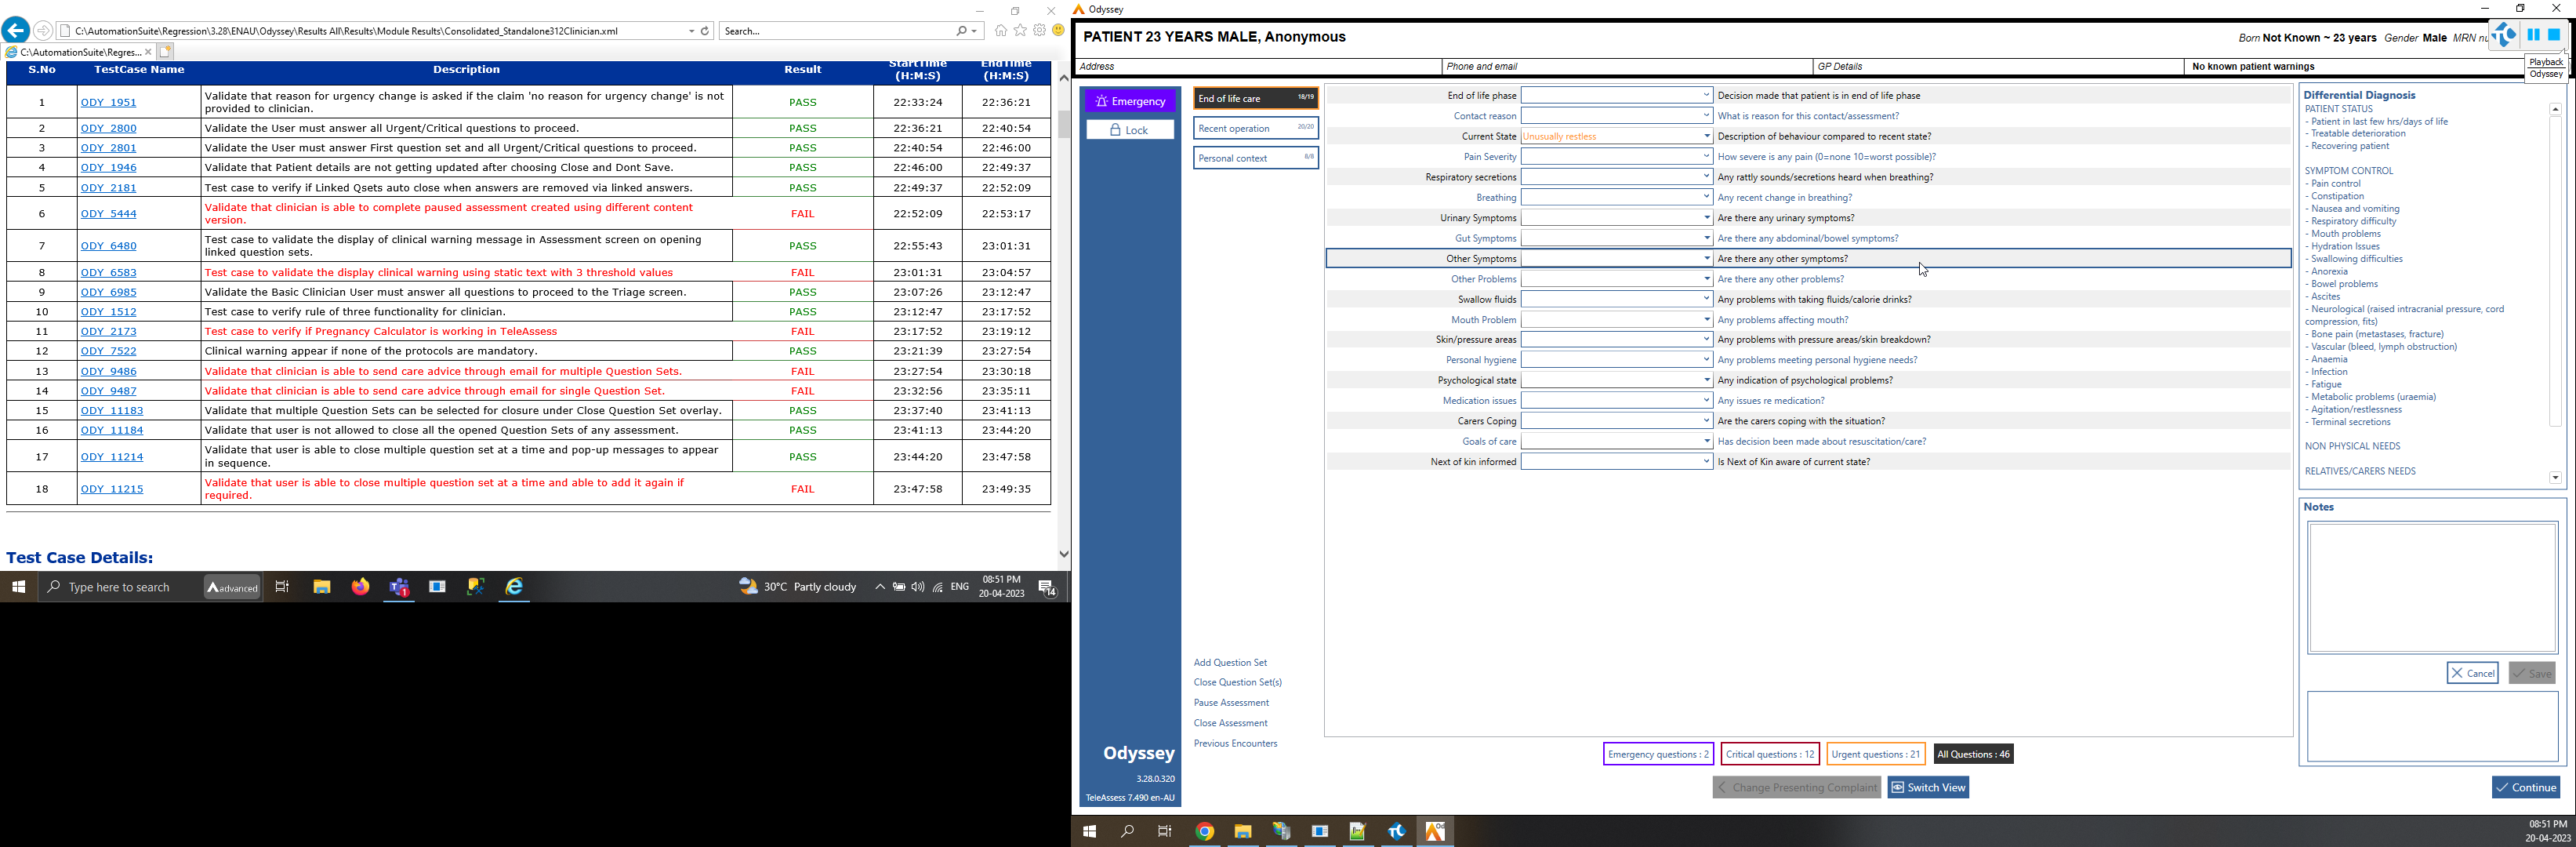 C:\AutomationSuite\Regression\3.28\ENAU\Odyssey\Results All\Results\Module Results\Consolidated_Standalone312Clinician.xml
Search...
C:\AutomationSuite\Regres...
S.No TestCase Name Description Result StartTime (H:M:S) EndTime (H:M:S)
1 ODY_1951 Validate that reason for urgency change is asked if the claim 'no reason for urgency change' is not provided to clinician. PASS 22:33:24 22:36:21
2 ODY_2800 Validate the User must answer all Urgent/Critical questions to proceed. PASS 22:36:21 22:40:54
3 ODY_2801 Validate the User must answer First question set and all Urgent/Critical questions to proceed. PASS 22:40:54 22:46:00
4 ODY_1946 Validate that Patient details are not getting updated after choosing Close and Dont Save. PASS 22:46:00 22:49:37
5 ODY_2181 Test case to verify if Linked Qsets auto close when answers are removed via linked answers. PASS 22:49:37 22:52:09
6 ODY_5444 Validate that clinician is able to complete paused assessment created using different content version. FAIL 22:52:09 22:53:17
7 ODY_6480 Test case to validate the display of clinical warning message in Assessment screen on opening linked question sets. PASS 22:55:43 23:01:31
8 ODY_6583 Test case to validate the display clinical warning using static text with 3 threshold values FAIL 23:01:31 23:04:57
9 ODY_6985 Validate the Basic Clinician User must answer all questions to proceed to the Triage screen. PASS 23:07:26 23:12:47
10 ODY_1512 Test case to verify rule of three functionality for clinician. PASS 23:12:47 23:17:52
11 ODY_2173 Test case to verify if Pregnancy Calculator is working in TeleAssess FAIL 23:17:52 23:19:12
12 ODY_7522 Clinical warning appear if none of the protocols are mandatory. PASS 23:21:39 23:27:54
13 ODY_9486 Validate that clinician is able to send care advice through email for multiple Question Sets. FAIL 23:27:54 23:30:18
14 ODY_9487 Validate that clinician is able to send care advice through email for single Question Set. FAIL 23:32:56 23:35:11
15 ODY_11183 Validate that multiple Question Sets can be selected for closure under Close Question Set overlay. PASS 23:37:40 23:41:13
16 ODY_11184 Validate that user is not allowed to close all the opened Question Sets of any assessment. PASS 23:41:13 23:44:20
17 ODY_11214 Validate that user is able to close multiple question set at a time and pop-up messages to appear in sequence. PASS 23:44:20 23:47:58
18 ODY_11215 Validate that user is able to close multiple question set at a time and able to add it again if required. FAIL 23:47:58 23:49:35
Test Case Details:
Type here to search
advanced
1
30°C Partly cloudy
ENG
08:51 PM
20-04-2023
14
Odyssey
PATIENT 23 YEARS MALE, Anonymous
Born Not Known ~ 23 years Gender Male MRN nu
Playback
Odyssey
Address Phone and email GP Details No known patient warnings
Emergency
Lock
End of life care 18/19
Recent operation 20/20
Personal context 8/8
End of life phase Decision made that patient is in end of life phase
Contact reason What is reason for this contact/assessment?
Current State Unusually restless Description of behaviour compared to recent state?
Pain Severity How severe is any pain (0=none 10=worst possible)?
Respiratory secretions Any rattly sounds/secretions heard when breathing?
Breathing Any recent change in breathing?
Urinary Symptoms Are there any urinary symptoms?
Gut Symptoms Are there any abdominal/bowel symptoms?
Other Symptoms Are there any other symptoms?
Other Problems Are there any other problems?
Swallow fluids Any problems with taking fluids/calorie drinks?
Mouth Problem Any problems affecting mouth?
Skin/pressure areas Any problems with pressure areas/skin breakdown?
Personal hygiene Any problems meeting personal hygiene needs?
Psychological state Any indication of psychological problems?
Medication issues Any issues re medication?
Carers Coping Are the carers coping with the situation?
Goals of care Has decision been made about resuscitation/care?
Next of kin informed Is Next of Kin aware of current state?
Differential Diagnosis
PATIENT STATUS
- Patient in last few hrs/days of life
- Treatable deterioration
- Recovering patient
SYMPTOM CONTROL
- Pain control
- Constipation
- Nausea and vomiting
- Respiratory difficulty
- Mouth problems
- Hydration Issues
- Swallowing difficulties
- Anorexia
- Bowel problems
- Ascites
- Neurological (raised intracranial pressure, cord
compression, fits)
- Bone pain (metastases, fracture)
- Vascular (bleed, lymph obstruction)
- Anaemia
- Infection
- Fatigue
- Metabolic problems (uraemia)
- Agitation/restlessness
- Terminal secretions
NON PHYSICAL NEEDS
RELATIVES/CARERS NEEDS
Notes
Cancel
Save
Add Question Set
Close Question Set(s)
Pause Assessment
Close Assessment
Previous Encounters
Odyssey
3.28.0.320
TeleAssess 7.490 en-AU
Emergency questions : 2
Critical questions : 12
Urgent questions : 21
All Questions : 46
Change Presenting Complaint
Switch View
Continue
08:51 PM
20-04-2023